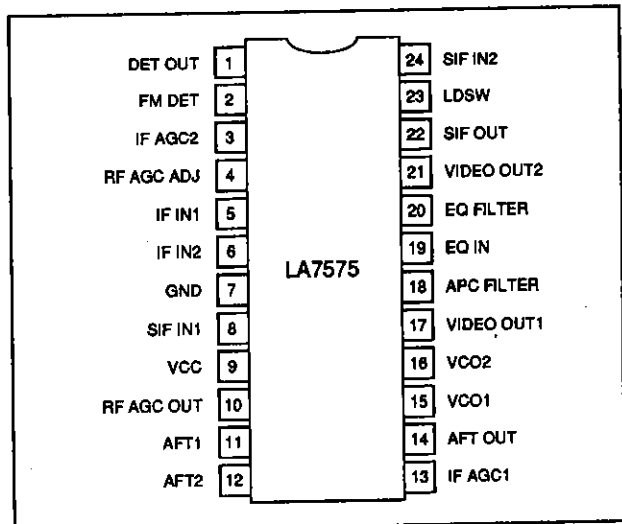 DET OUT 1
FM DET 2
IF AGC2 3
RF AGC ADJ 4
IF IN1 5
IF IN2 6
GND 7
SIF IN1 8
VCC 9
RF AGC OUT 10
AFT1 11
AFT2 12
LA7575
24 SIF IN2
23 LDSW
22 SIF OUT
21 VIDEO OUT2
20 EQ FILTER
19 EQ IN
18 APC FILTER
17 VIDEO OUT1
16 VCO2
15 VCO1
14 AFT OUT
13 IF AGC1